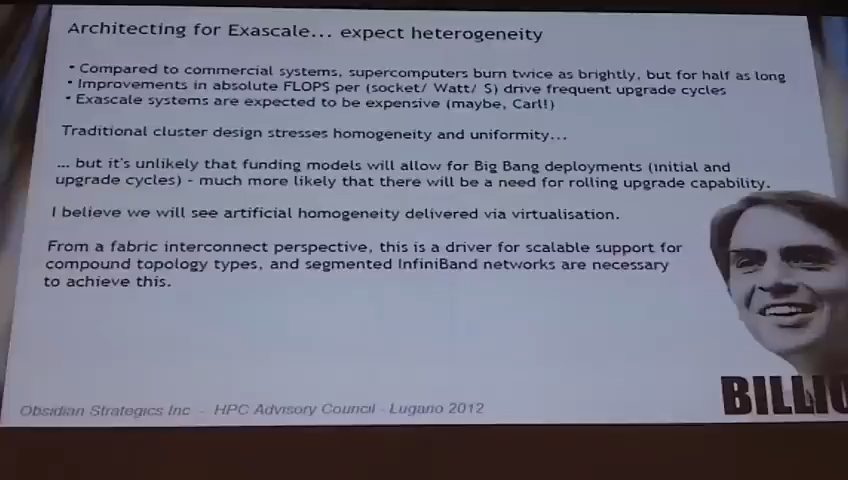 Architecting for Exascale... expect heterogeneity
• Compared to commercial systems, supercomputers burn twice as brightly, but for half as long
• Improvements in absolute FLOPS per (socket/ Watt/ $) drive frequent upgrade cycles
• Exascale systems are expected to be expensive (maybe, Carl!)
Traditional cluster design stresses homogeneity and uniformity...
... but it's unlikely that funding models will allow for Big Bang deployments (initial and
upgrade cycles) - much more likely that there will be a need for rolling upgrade capability.
I believe we will see artificial homogeneity delivered via virtualisation.
From a fabric interconnect perspective, this is a driver for scalable support for
compound topology types, and segmented InfiniBand networks are necessary
to achieve this.
Obsidian Strategics Inc - HPC Advisory Council - Lugano 2012
BILLIO